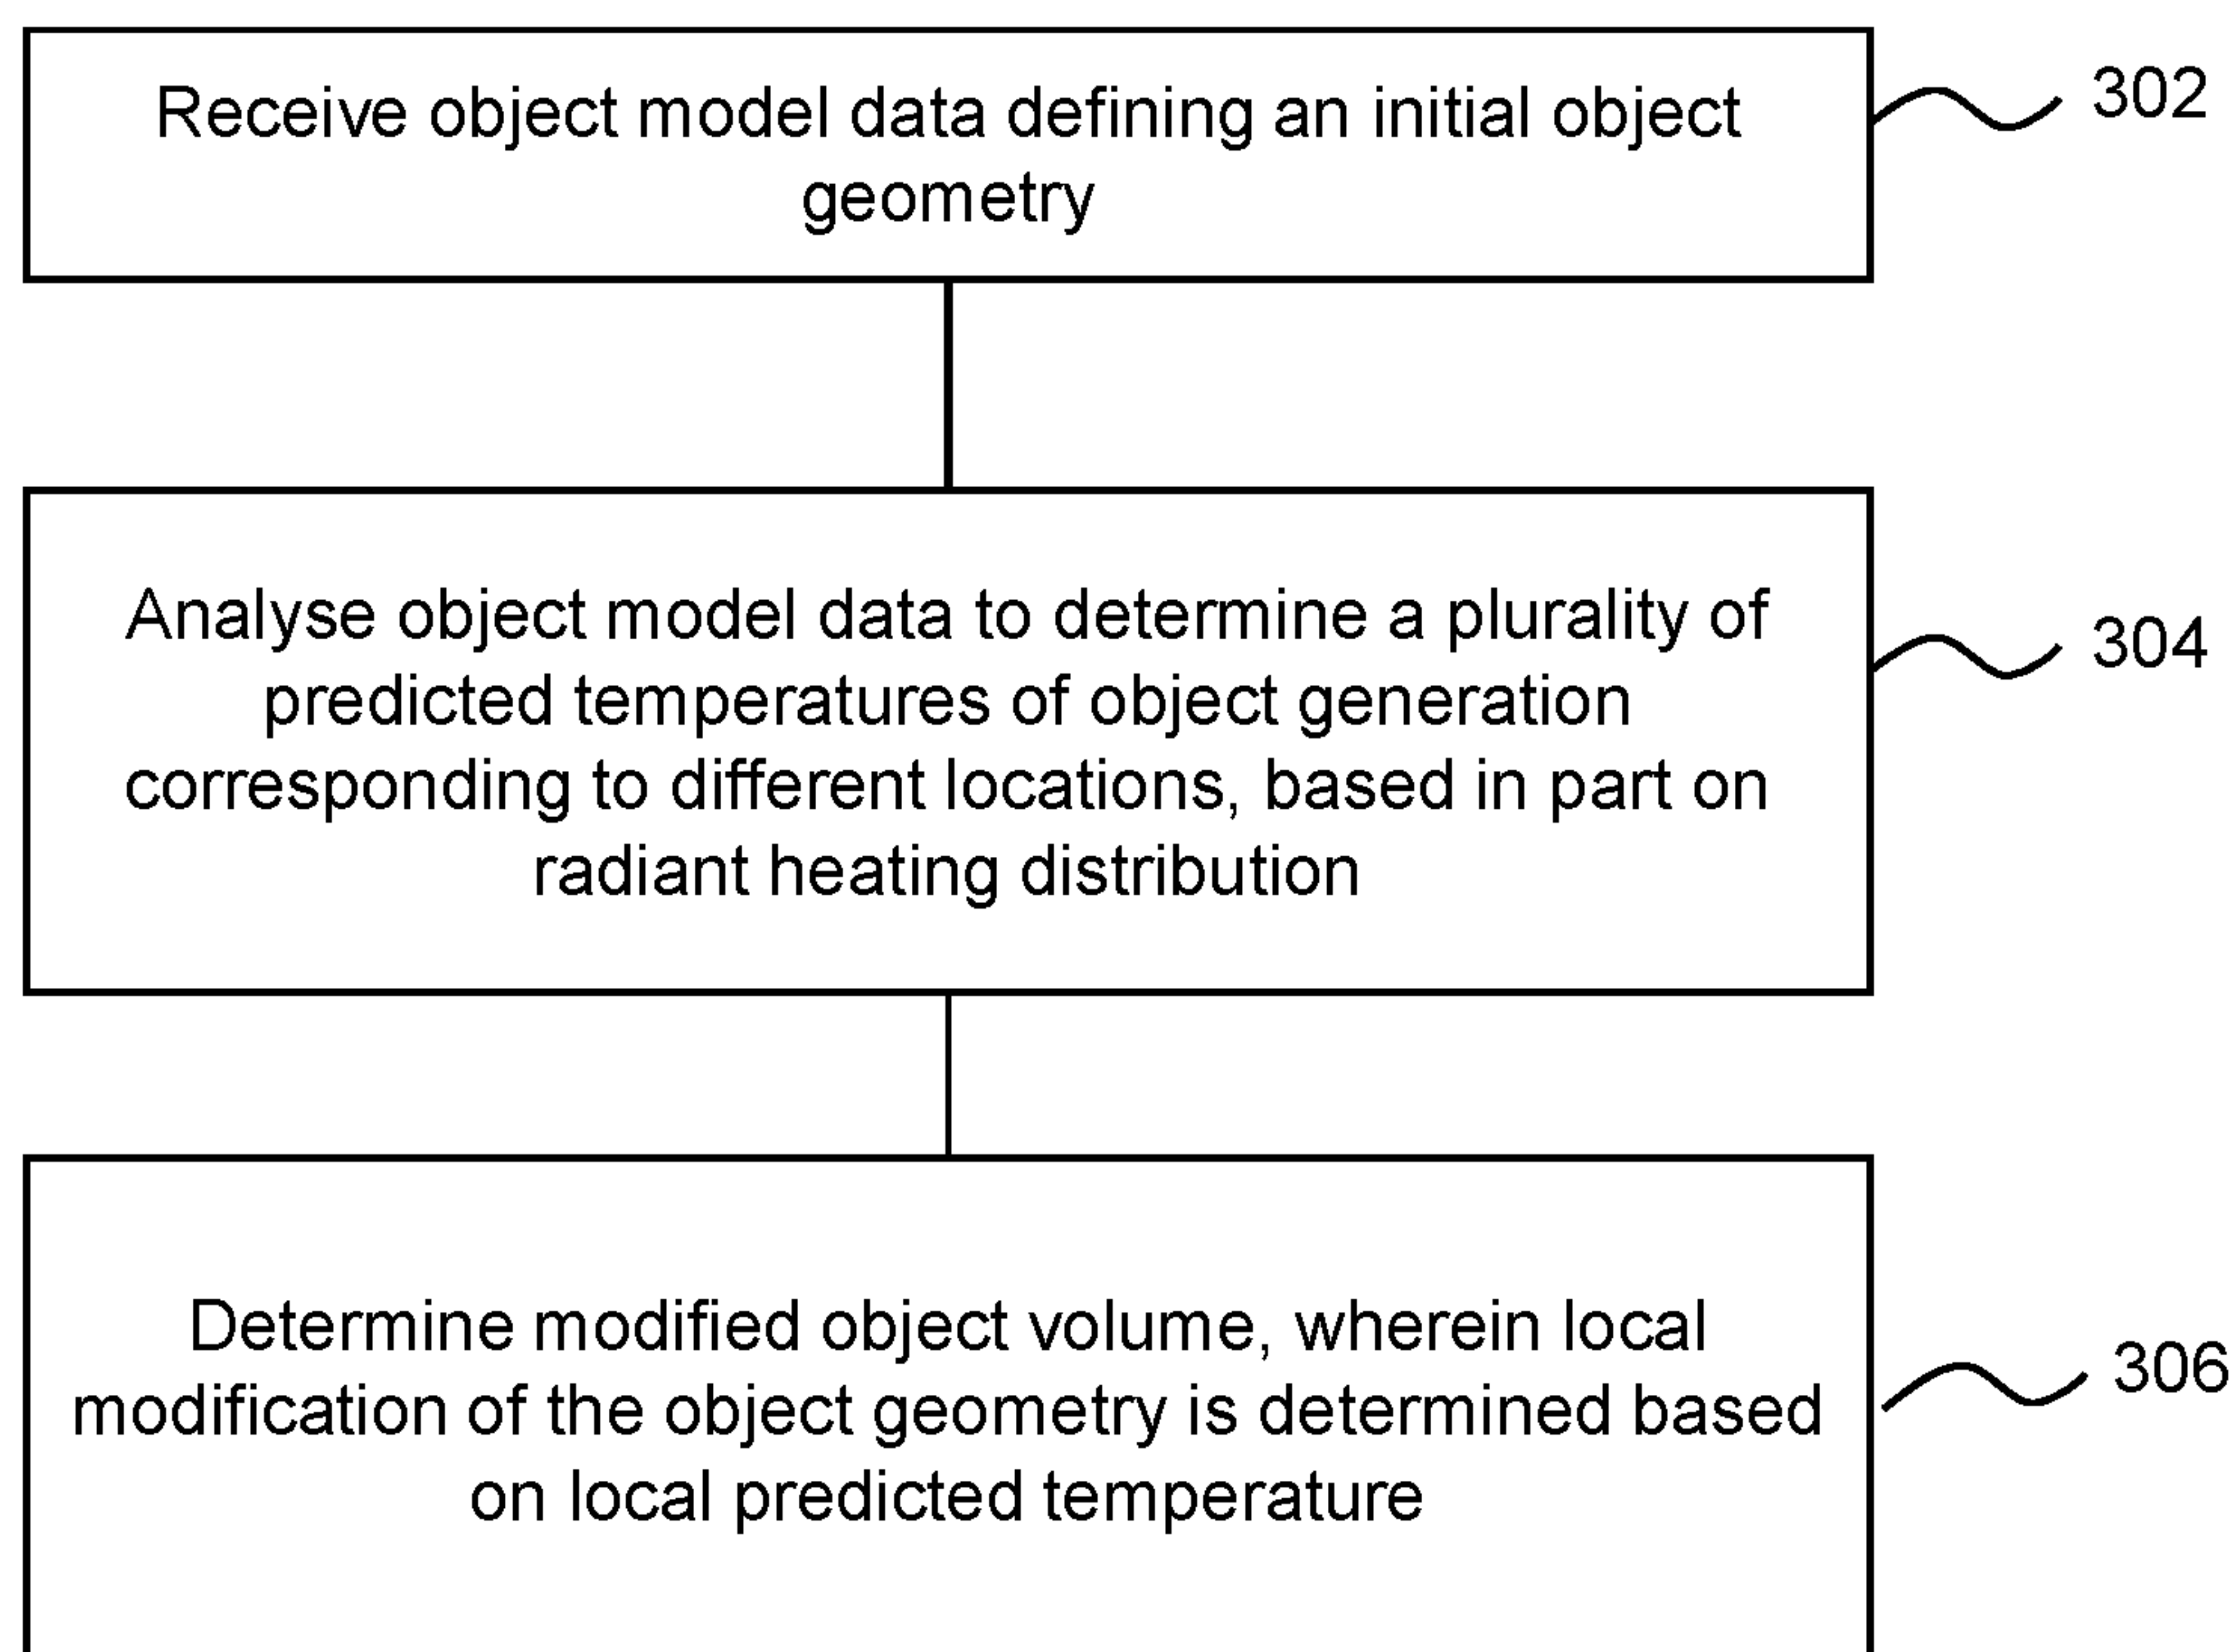 Receive object model data defining an initial object
geometry
302
Analyse object model data to determine a plurality of
predicted temperatures of object generation
corresponding to different locations, based in part on
radiant heating distribution
304
Determine modified object volume, wherein local
modification of the object geometry is determined based
on local predicted temperature
306